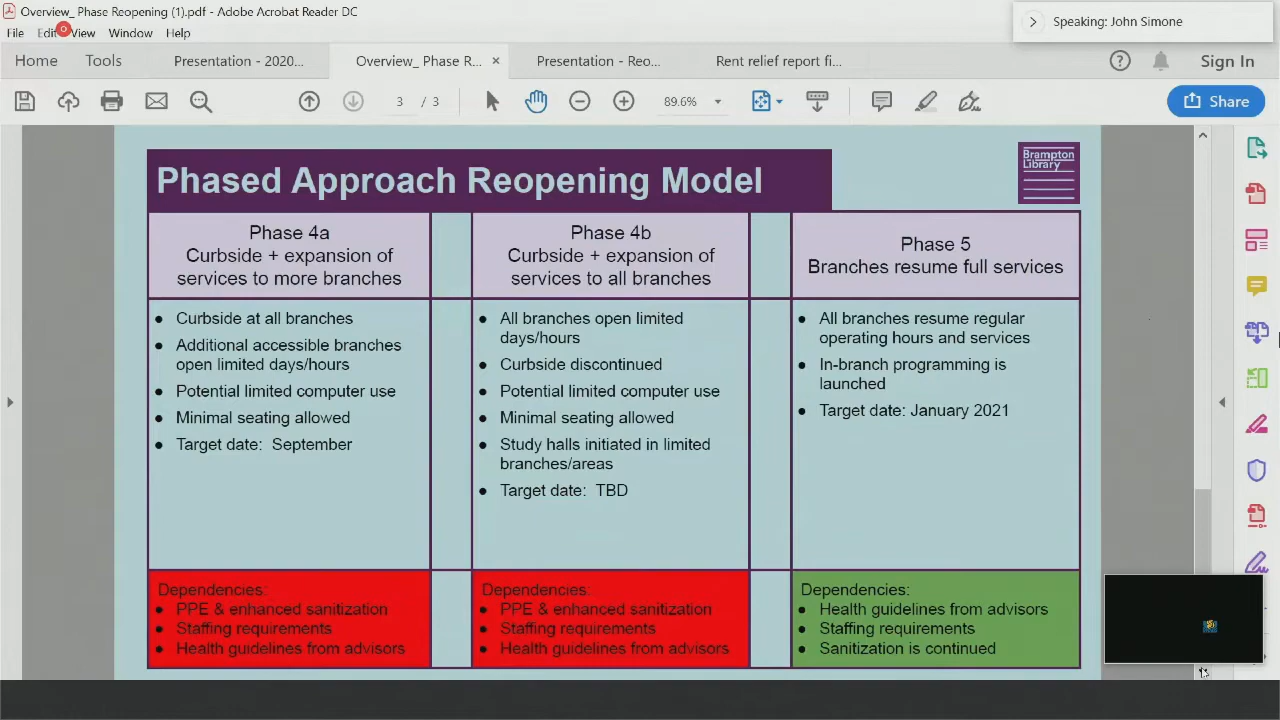 Overview_ Phase Reopening (1).pdf - Adobe Acrobat Reader DC
Speaking: John Simone
File Edit View Window Help
Home Tools Presentation - 2020... Overview_ Phase R... × Presentation - Reo... Rent relief report fi... Sign In
3 / 3 89.6% Share
Phased Approach Reopening Model
Brampton
Library
Phase 4a
Curbside + expansion of
services to more branches
Phase 4b
Curbside + expansion of
services to all branches
Phase 5
Branches resume full services
● Curbside at all branches
● Additional accessible branches
open limited days/hours
● Potential limited computer use
● Minimal seating allowed
● Target date: September
● All branches open limited
days/hours
● Curbside discontinued
● Potential limited computer use
● Minimal seating allowed
● Study halls initiated in limited
branches/areas
● Target date: TBD
● All branches resume regular
operating hours and services
● In-branch programming is
launched
● Target date: January 2021
Dependencies:
● PPE & enhanced sanitization
● Staffing requirements
● Health guidelines from advisors
Dependencies:
● PPE & enhanced sanitization
● Staffing requirements
● Health guidelines from advisors
Dependencies:
● Health guidelines from advisors
● Staffing requirements
● Sanitization is continued